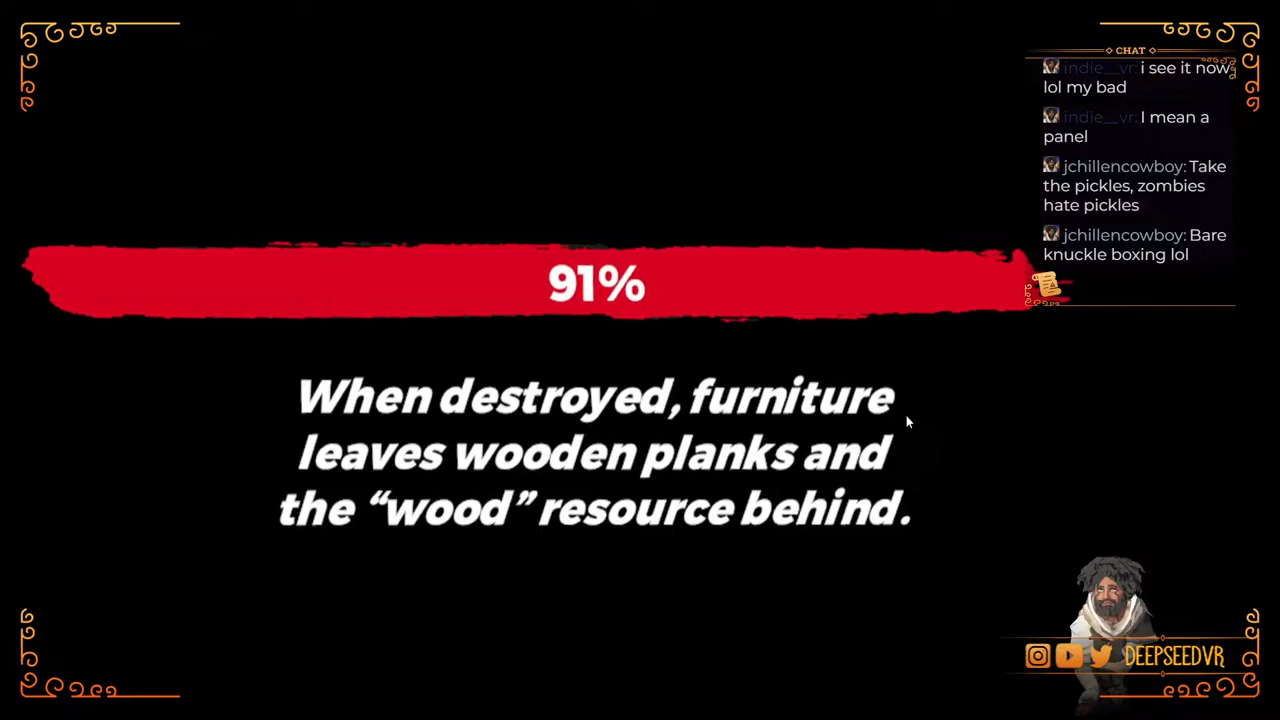 CHAT
indie__vr: i see it now
lol my bad
indie__vr: I mean a
panel
jchillencowboy: Take
the pickles, zombies
hate pickles
jchillencowboy: Bare
knuckle boxing lol
91%
When destroyed, furniture
leaves wooden planks and
the “wood” resource behind.
DEEPSEEDVR